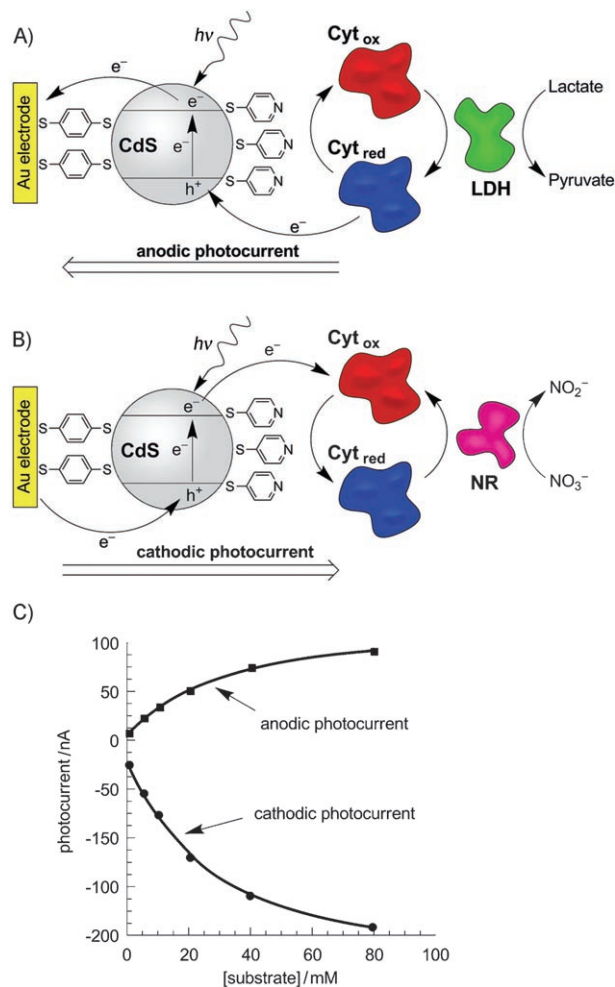 A)
hν
Cyt ox
e⁻
e⁻
Lactate
Au electrode
S
S
S
N
CdS
e⁻
S
N
S
S
S
N
h⁺
Cyt red
LDH
Pyruvate
e⁻
anodic photocurrent
B)
hν
e⁻
Cyt ox
e⁻
NO₂⁻
Au electrode
S
S
S
N
CdS
e⁻
S
N
S
S
S
N
h⁺
Cyt red
NR
NO₃⁻
e⁻
cathodic photocurrent
C)
100
50
0
-50
-100
-150
-200
photocurrent/nA
anodic photocurrent
cathodic photocurrent
0 20 40 60 80 100
[substrate]/mM